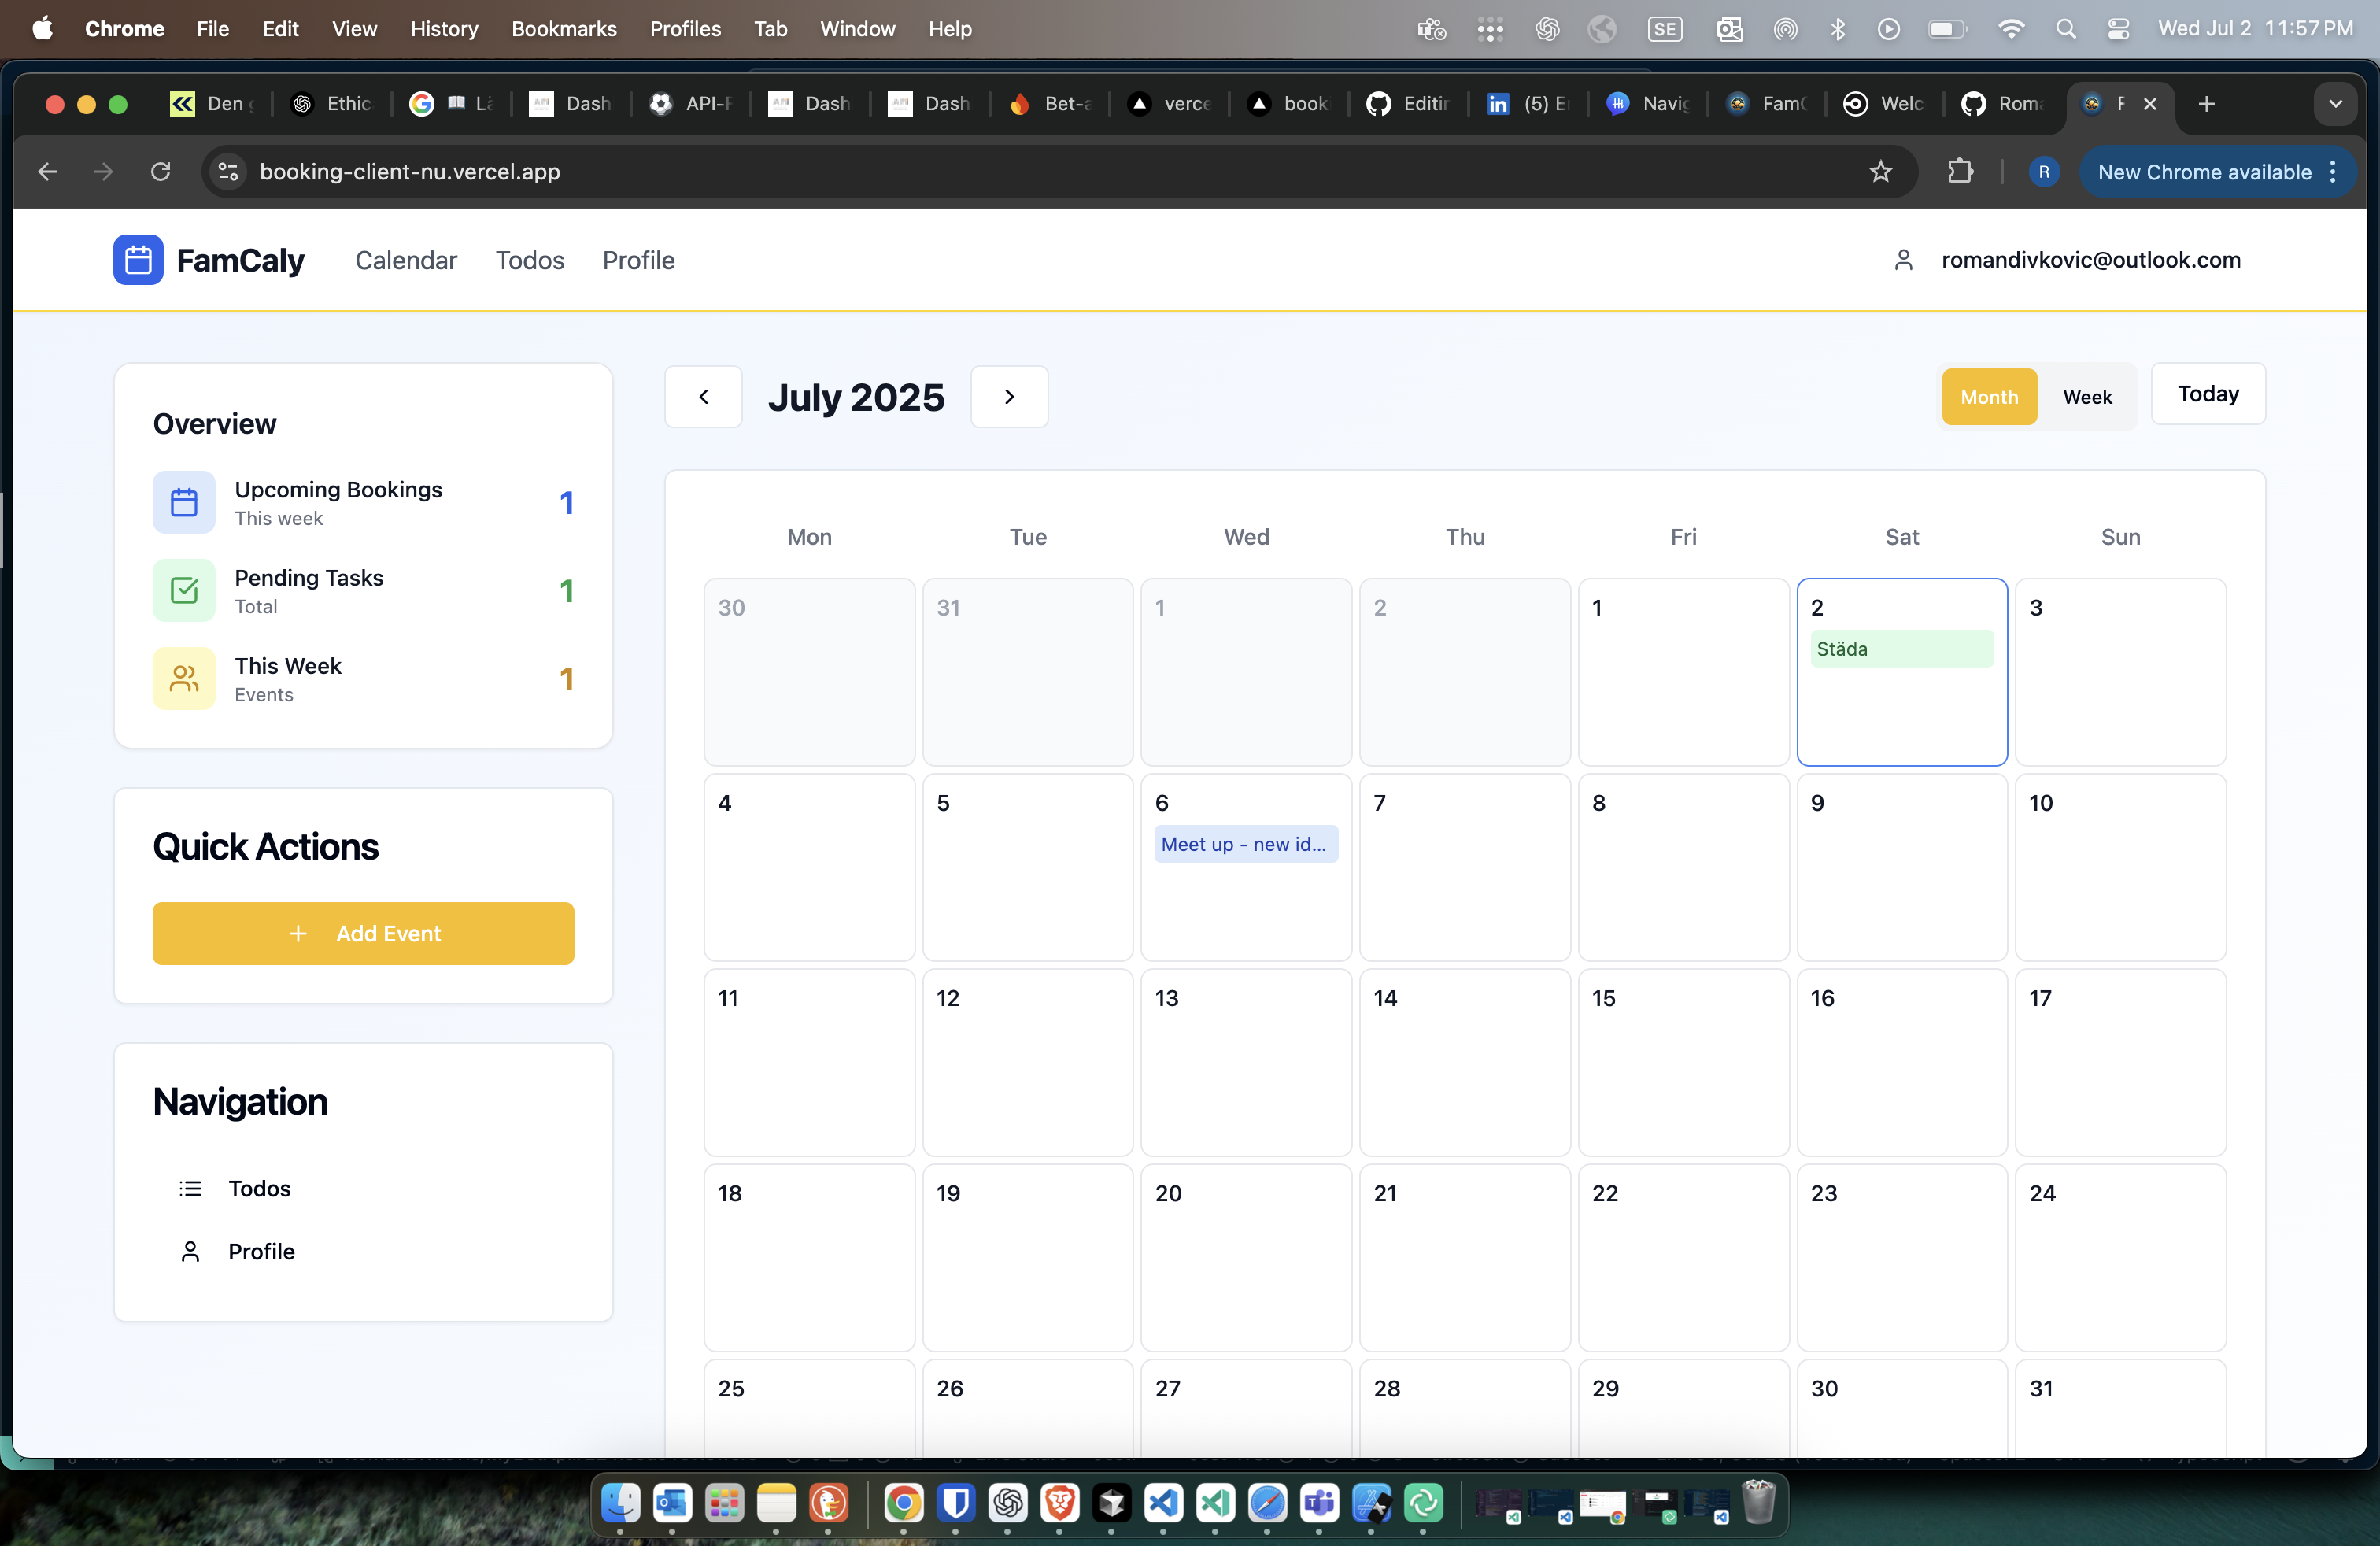 Chrome File Edit View History Bookmarks Profiles Tab Window Help SE Wed Jul 2 11:57 PM
Den Ethic Dash API-F Dash Dash Bet-a verce book Editir (5) Navig FamC Welc Roma
booking-client-nu.vercel.app R New Chrome available
FamCaly Calendar Todos Profile romandivkovic@outlook.com
Overview
Upcoming Bookings 1
This week
Pending Tasks 1
Total
This Week 1
Events
Quick Actions
+ Add Event
Navigation
Todos
Profile
July 2025 Month Week Today
Mon Tue Wed Thu Fri Sat Sun
30 31 1 2 1 2 3
Städa
4 5 6 7 8 9 10
Meet up - new id...
11 12 13 14 15 16 17
18 19 20 21 22 23 24
25 26 27 28 29 30 31